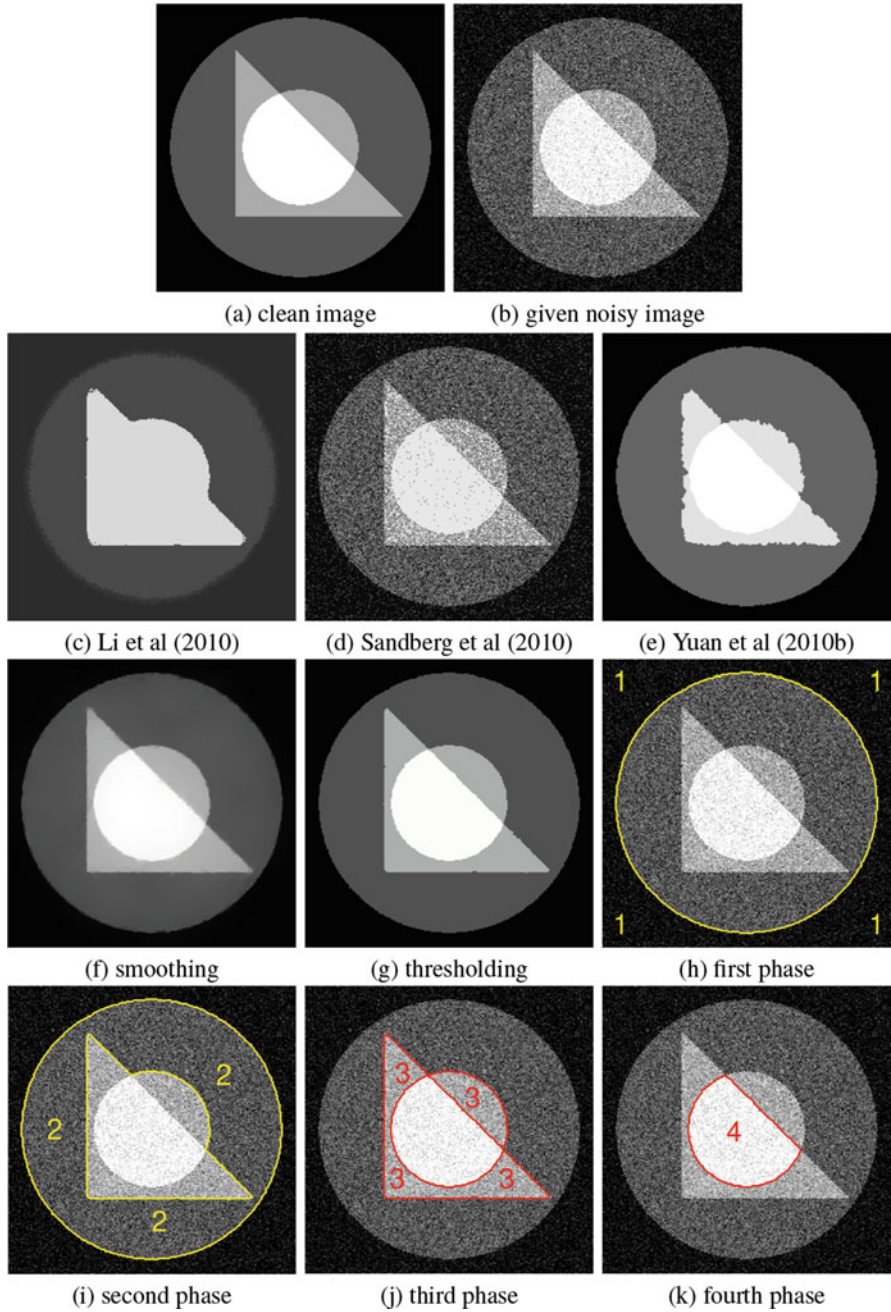 (a) clean image
(b) given noisy image
(c) Li et al (2010)
(d) Sandberg et al (2010)
(e) Yuan et al (2010b)
1 1
1 1
(f) smoothing
(g) thresholding
(h) first phase
2
2
2
3
3
3
3
4
(i) second phase
(j) third phase
(k) fourth phase